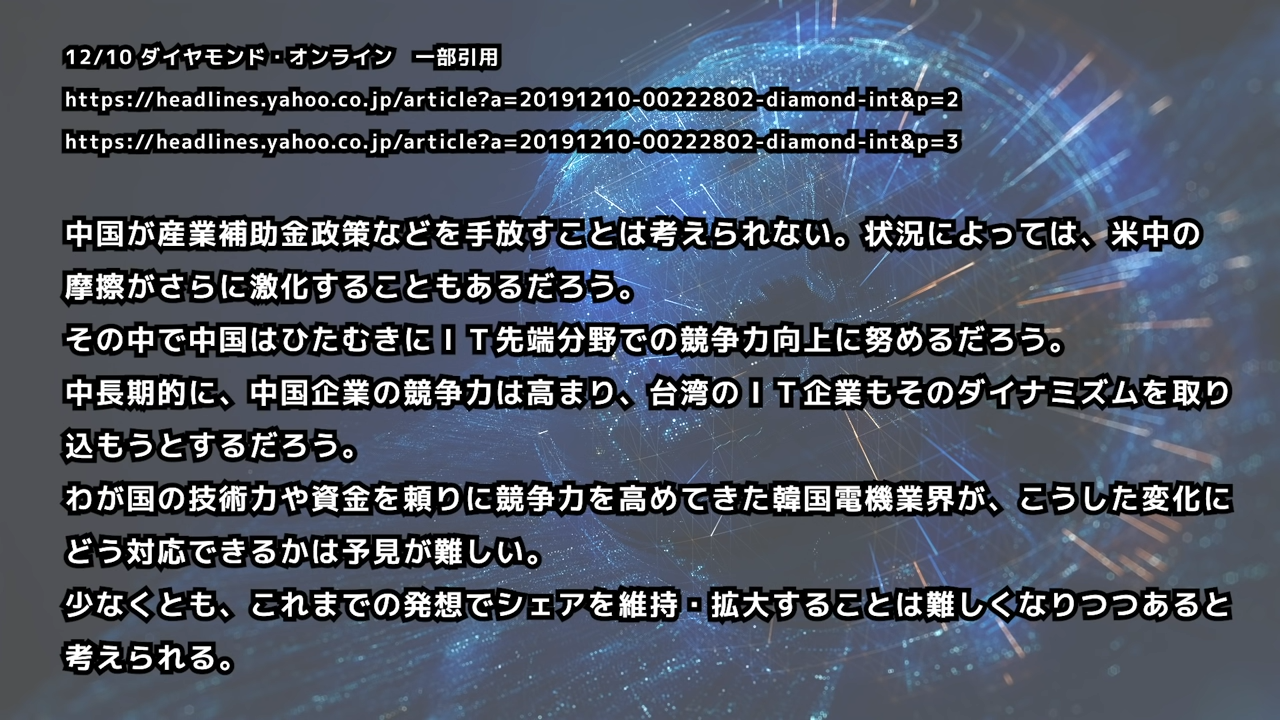 12/10 ダイヤモンド・オンライン　一部引用
https://headlines.yahoo.co.jp/article?a=20191210-00222802-diamond-int&p=2
https://headlines.yahoo.co.jp/article?a=20191210-00222802-diamond-int&p=3
中国が産業補助金政策などを手放すことは考えられない。状況によっては、米中の
摩擦がさらに激化することもあるだろう。
その中で中国はひたむきにＩＴ先端分野での競争力向上に努めるだろう。
中長期的に、中国企業の競争力は高まり、台湾のＩＴ企業もそのダイナミズムを取り
込もうとするだろう。
わが国の技術力や資金を頼りに競争力を高めてきた韓国電機業界が、こうした変化に
どう対応できるかは予見が難しい。
少なくとも、これまでの発想でシェアを維持・拡大することは難しくなりつつあると
考えられる。